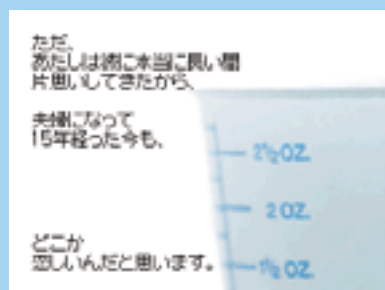 ただ、
あたしは彼に本当に長い間
片思いしてきたから、
夫婦になって
15年経った今も、
どこか
恋しいんだと思います。
2½ OZ.
2 OZ.
1½ OZ.